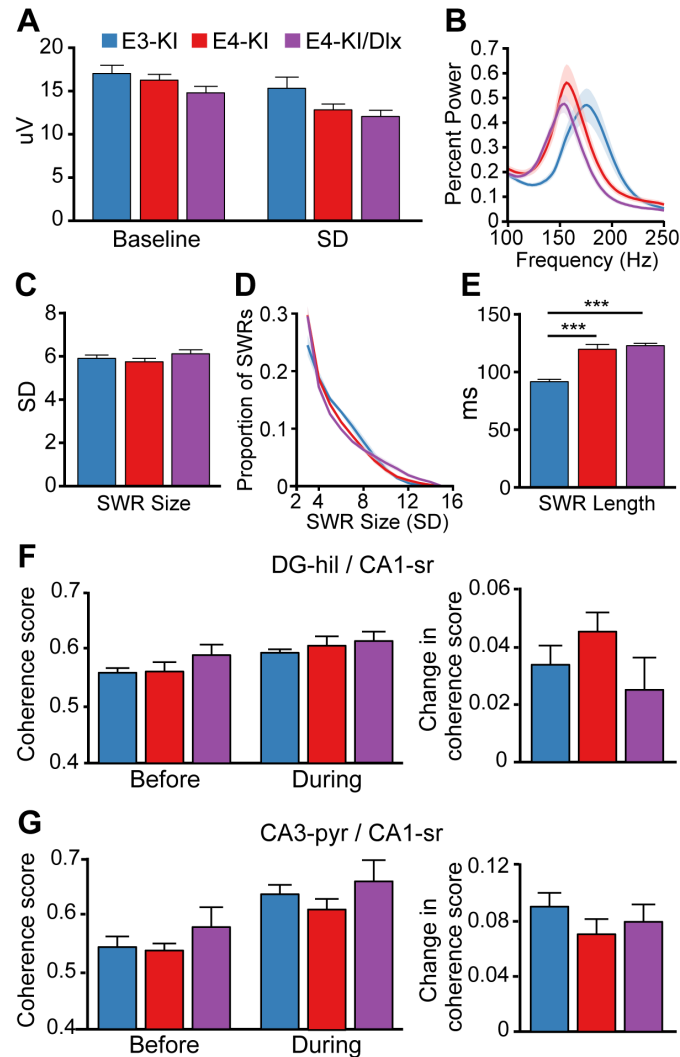 A
E3-KI E4-KI E4-KI/Dlx
uV
20
15
10
5
0
Baseline SD
B
Percent Power
0.7
0.6
0.5
0.4
0.3
0.2
0.1
0
100 150 200 250
Frequency (Hz)
C
SD
8
6
4
2
0
SWR Size
D
Proportion of SWRs
0.3
0.2
0.1
0
2 4 8 12 16
SWR Size (SD)
E
ms
150
100
50
0
***
***
SWR Length
F
DG-hil / CA1-sr
Coherence score
0.7
0.6
0.5
0.4
Before During
Change in
coherence score
0.06
0.04
0.02
0
G
CA3-pyr / CA1-sr
Coherence score
0.7
0.6
0.5
0.4
Before During
Change in
coherence score
0.12
0.08
0.04
0